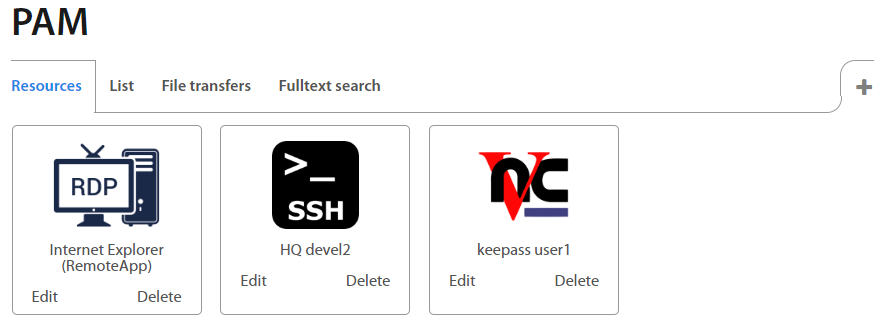 PAM
Resources List File transfers Fulltext search +
RDP
>_
SSH
VNC
Internet Explorer
(RemoteApp)
HQ devel2
keepass user1
Edit Delete
Edit Delete
Edit Delete